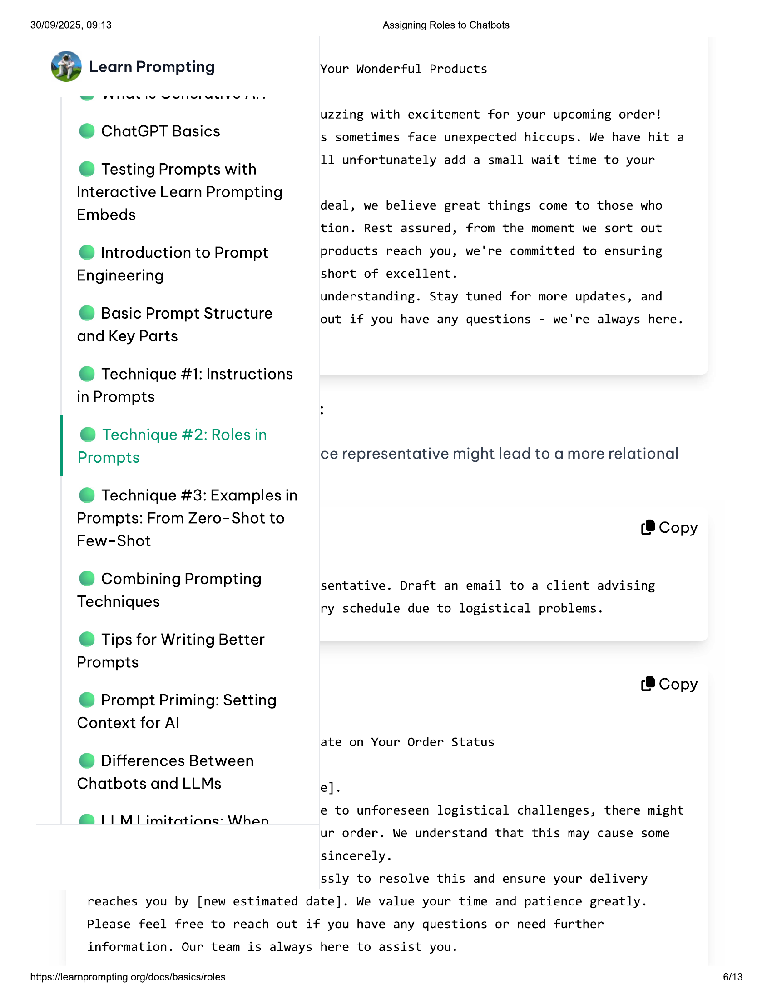 30/09/2025, 09:13
Assigning Roles to Chatbots
Learn Prompting
What is Generative AI?
ChatGPT Basics
Testing Prompts with
Interactive Learn Prompting
Embeds
Introduction to Prompt
Engineering
Basic Prompt Structure
and Key Parts
Technique #1: Instructions
in Prompts
Technique #2: Roles in
Prompts
Technique #3: Examples in
Prompts: From Zero-Shot to
Few-Shot
Combining Prompting
Techniques
Tips for Writing Better
Prompts
Prompt Priming: Setting
Context for AI
Differences Between
Chatbots and LLMs
LLM Limitations: When
Your Wonderful Products
uzzing with excitement for your upcoming order!
s sometimes face unexpected hiccups. We have hit a
ll unfortunately add a small wait time to your
deal, we believe great things come to those who
tion. Rest assured, from the moment we sort out
products reach you, we're committed to ensuring
short of excellent.
understanding. Stay tuned for more updates, and
out if you have any questions - we're always here.
:
ce representative might lead to a more relational
Copy
sentative. Draft an email to a client advising
ry schedule due to logistical problems.
Copy
ate on Your Order Status
e].
e to unforeseen logistical challenges, there might
ur order. We understand that this may cause some
sincerely.
ssly to resolve this and ensure your delivery
reaches you by [new estimated date]. We value your time and patience greatly.
Please feel free to reach out if you have any questions or need further
information. Our team is always here to assist you.
https://learnprompting.org/docs/basics/roles
6/13